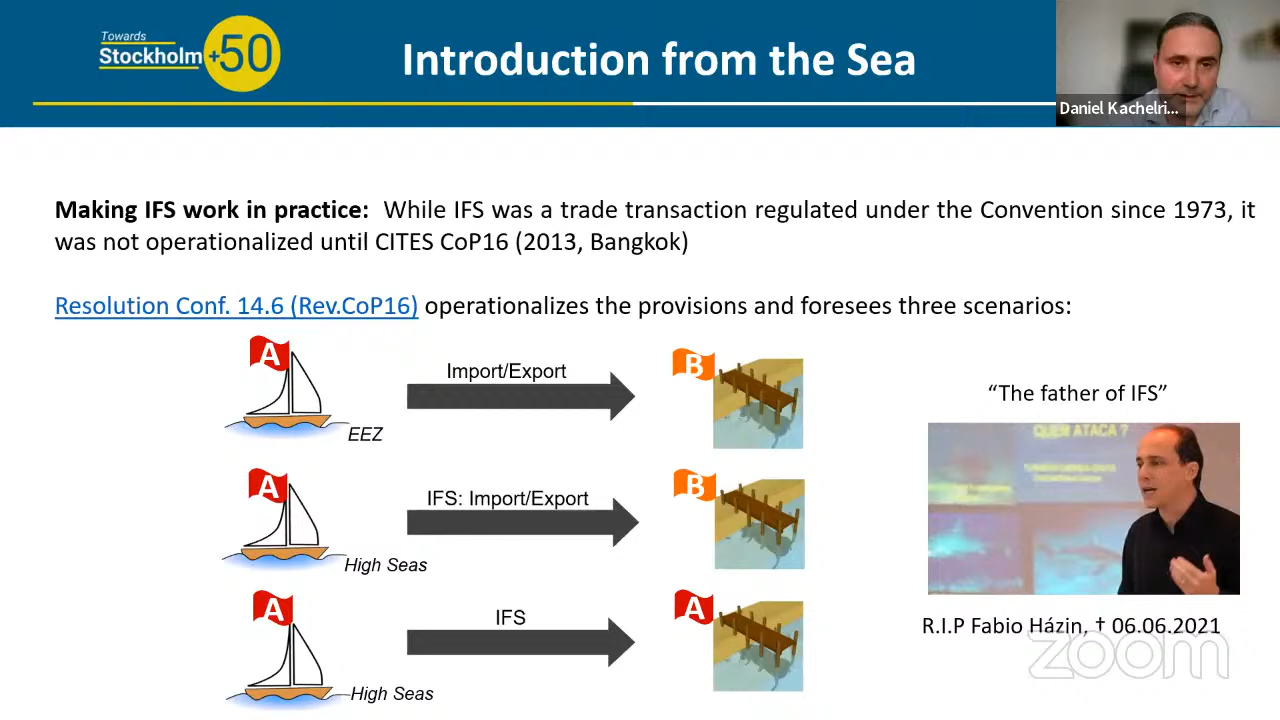 Towards
Stockholm +50
Introduction from the Sea
Daniel Kachelri...
Making IFS work in practice: While IFS was a trade transaction regulated under the Convention since 1973, it
was not operationalized until CITES CoP16 (2013, Bangkok)
Resolution Conf. 14.6 (Rev.CoP16) operationalizes the provisions and foresees three scenarios:
A
Import/Export
B
EEZ
A
IFS: Import/Export
B
High Seas
A
IFS
A
High Seas
“The father of IFS”
QUEM ATACA ?
R.I.P Fabio Házin, † 06.06.2021
zoom